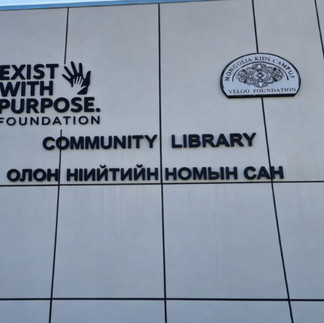 EXIST
WITH
PURPOSE.
FOUNDATION
MONGOLIA KIDS CAMPUS
VELOO FOUNDATION
COMMUNITY LIBRARY
ОЛОН НИЙТИЙН НОМЫН САН